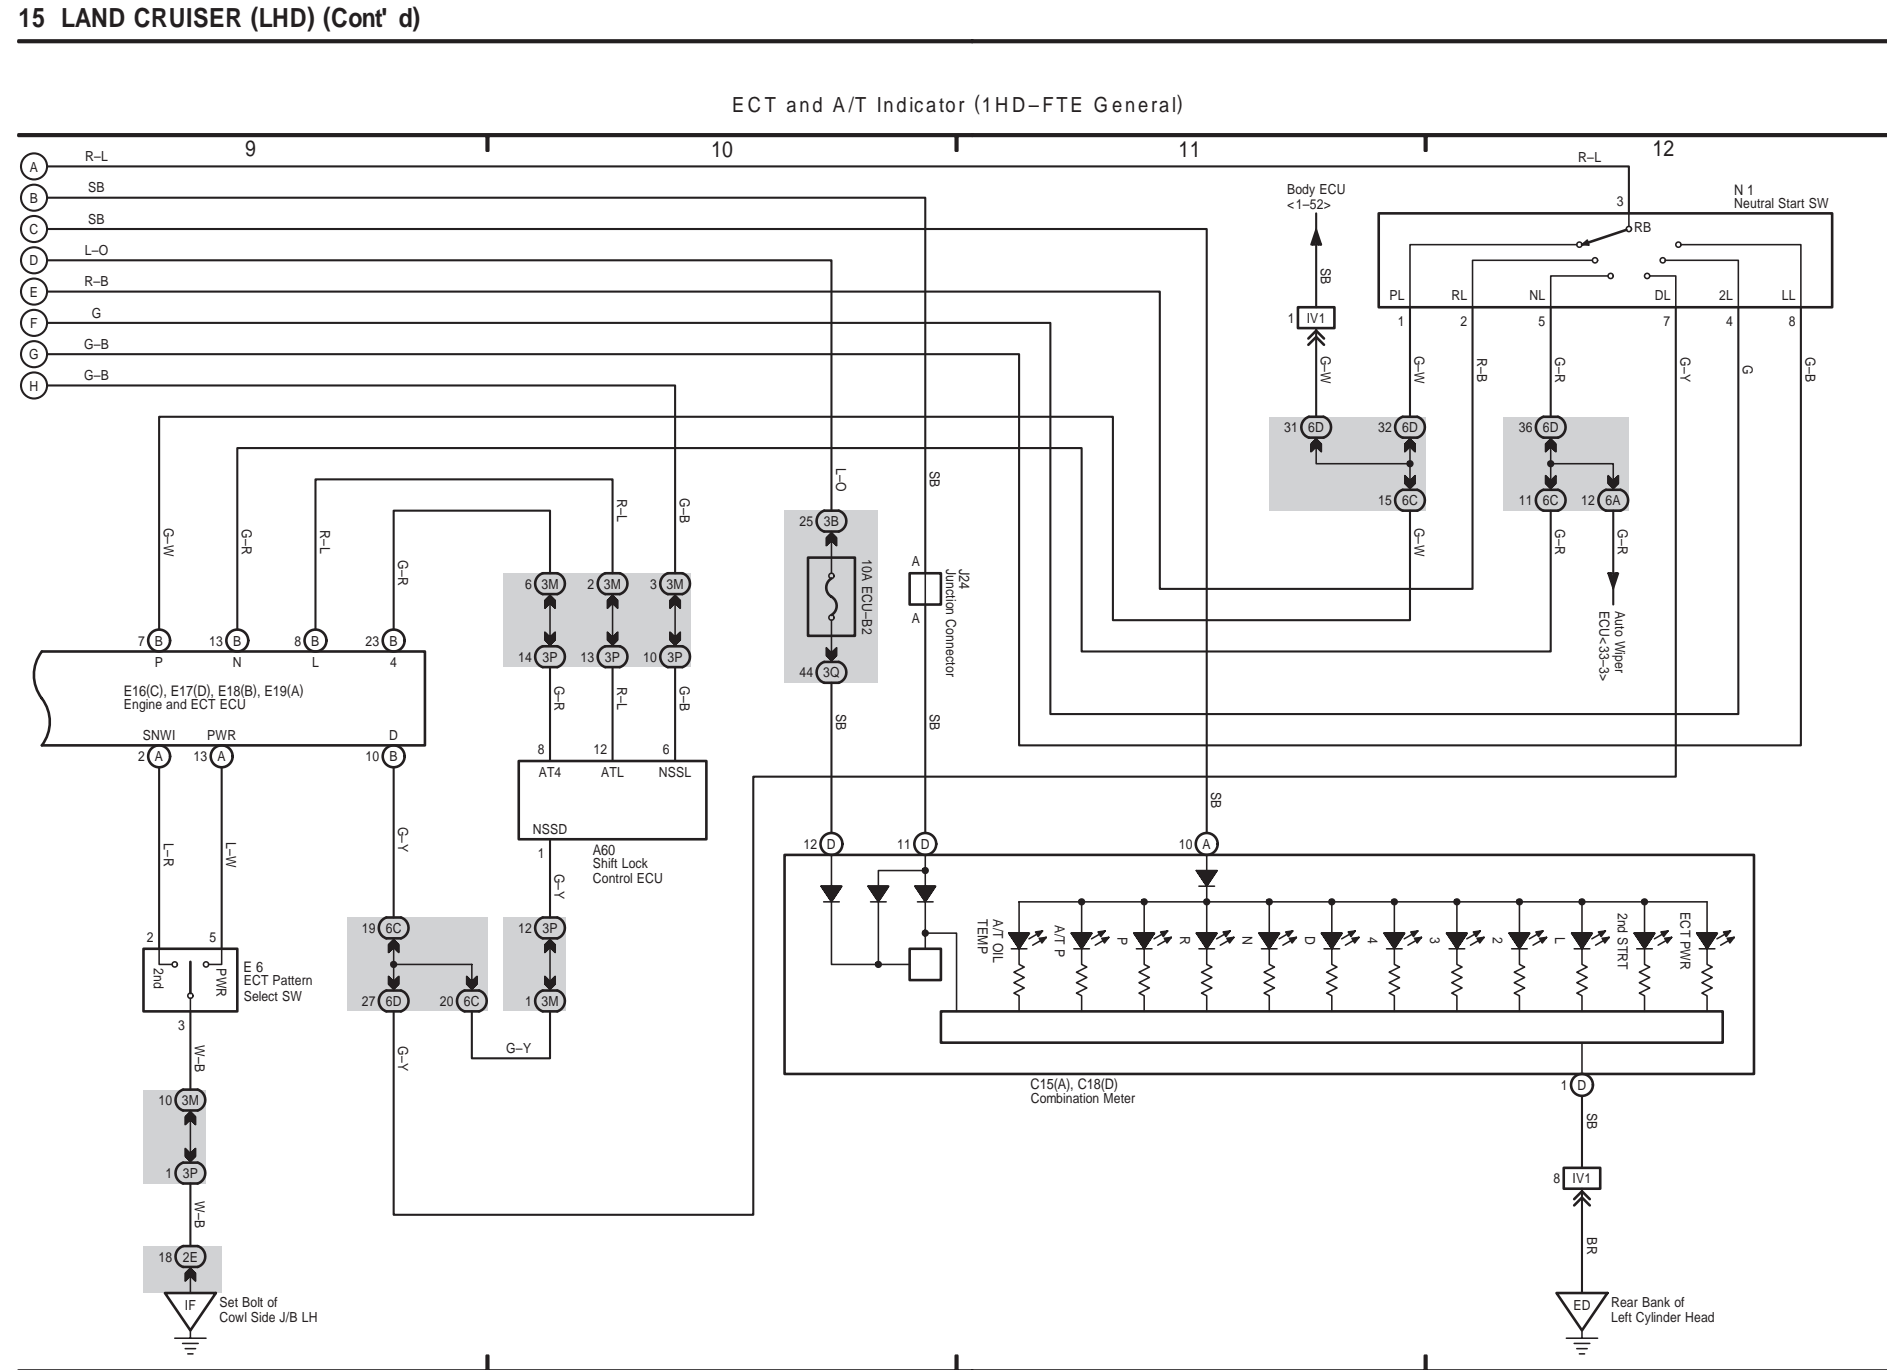 15 LAND CRUISER (LHD) (Cont' d)
ECT and A/T Indicator (1HD–FTE General)
9
10
11
12
A
R–L
R–L
B
SB
C
SB
D
L–O
E
R–B
F
G
G
G–B
H
G–B
Body ECU
<1–52>
SB
1
IV1
G–W
N 1
Neutral Start SW
3
RB
PL
RL
NL
DL
2L
LL
1
2
5
7
4
8
G–W
R–B
G–R
G–Y
G
G–B
31
6D
32
6D
36
6D
15
6C
11
6C
12
6A
G–W
G–R
G–R
Auto Wiper
ECU<33–3>
G–W
G–R
R–L
G–R
R–L
G–B
L–O
SB
6
3M
2
3M
3
3M
14
3P
13
3P
10
3P
25
3B
10A ECU–B2
44
3Q
A
A
J24
Junction Connector
7
B
13
B
8
B
23
B
P
N
L
4
E16(C), E17(D), E18(B), E19(A)
Engine and ECT ECU
SNWI
PWR
D
2
A
13
A
10
B
G–R
R–L
G–B
SB
SB
8
12
6
AT4
ATL
NSSL
NSSD
1
A60
Shift Lock
Control ECU
L–R
L–W
G–Y
G–Y
SB
12
D
11
D
10
A
19
6C
12
3P
27
6D
20
6C
1
3M
G–Y
G–Y
2
5
2nd
PWR
E 6
ECT Pattern
Select SW
3
W–B
10
3M
1
3P
W–B
18
2E
IF
Set Bolt of
Cowl Side J/B LH
A/T OIL
TEMP
A/T P
P
R
N
D
4
3
2
L
2nd STRT
ECT PWR
C15(A), C18(D)
Combination Meter
1
D
SB
8
IV1
BR
ED
Rear Bank of
Left Cylinder Head